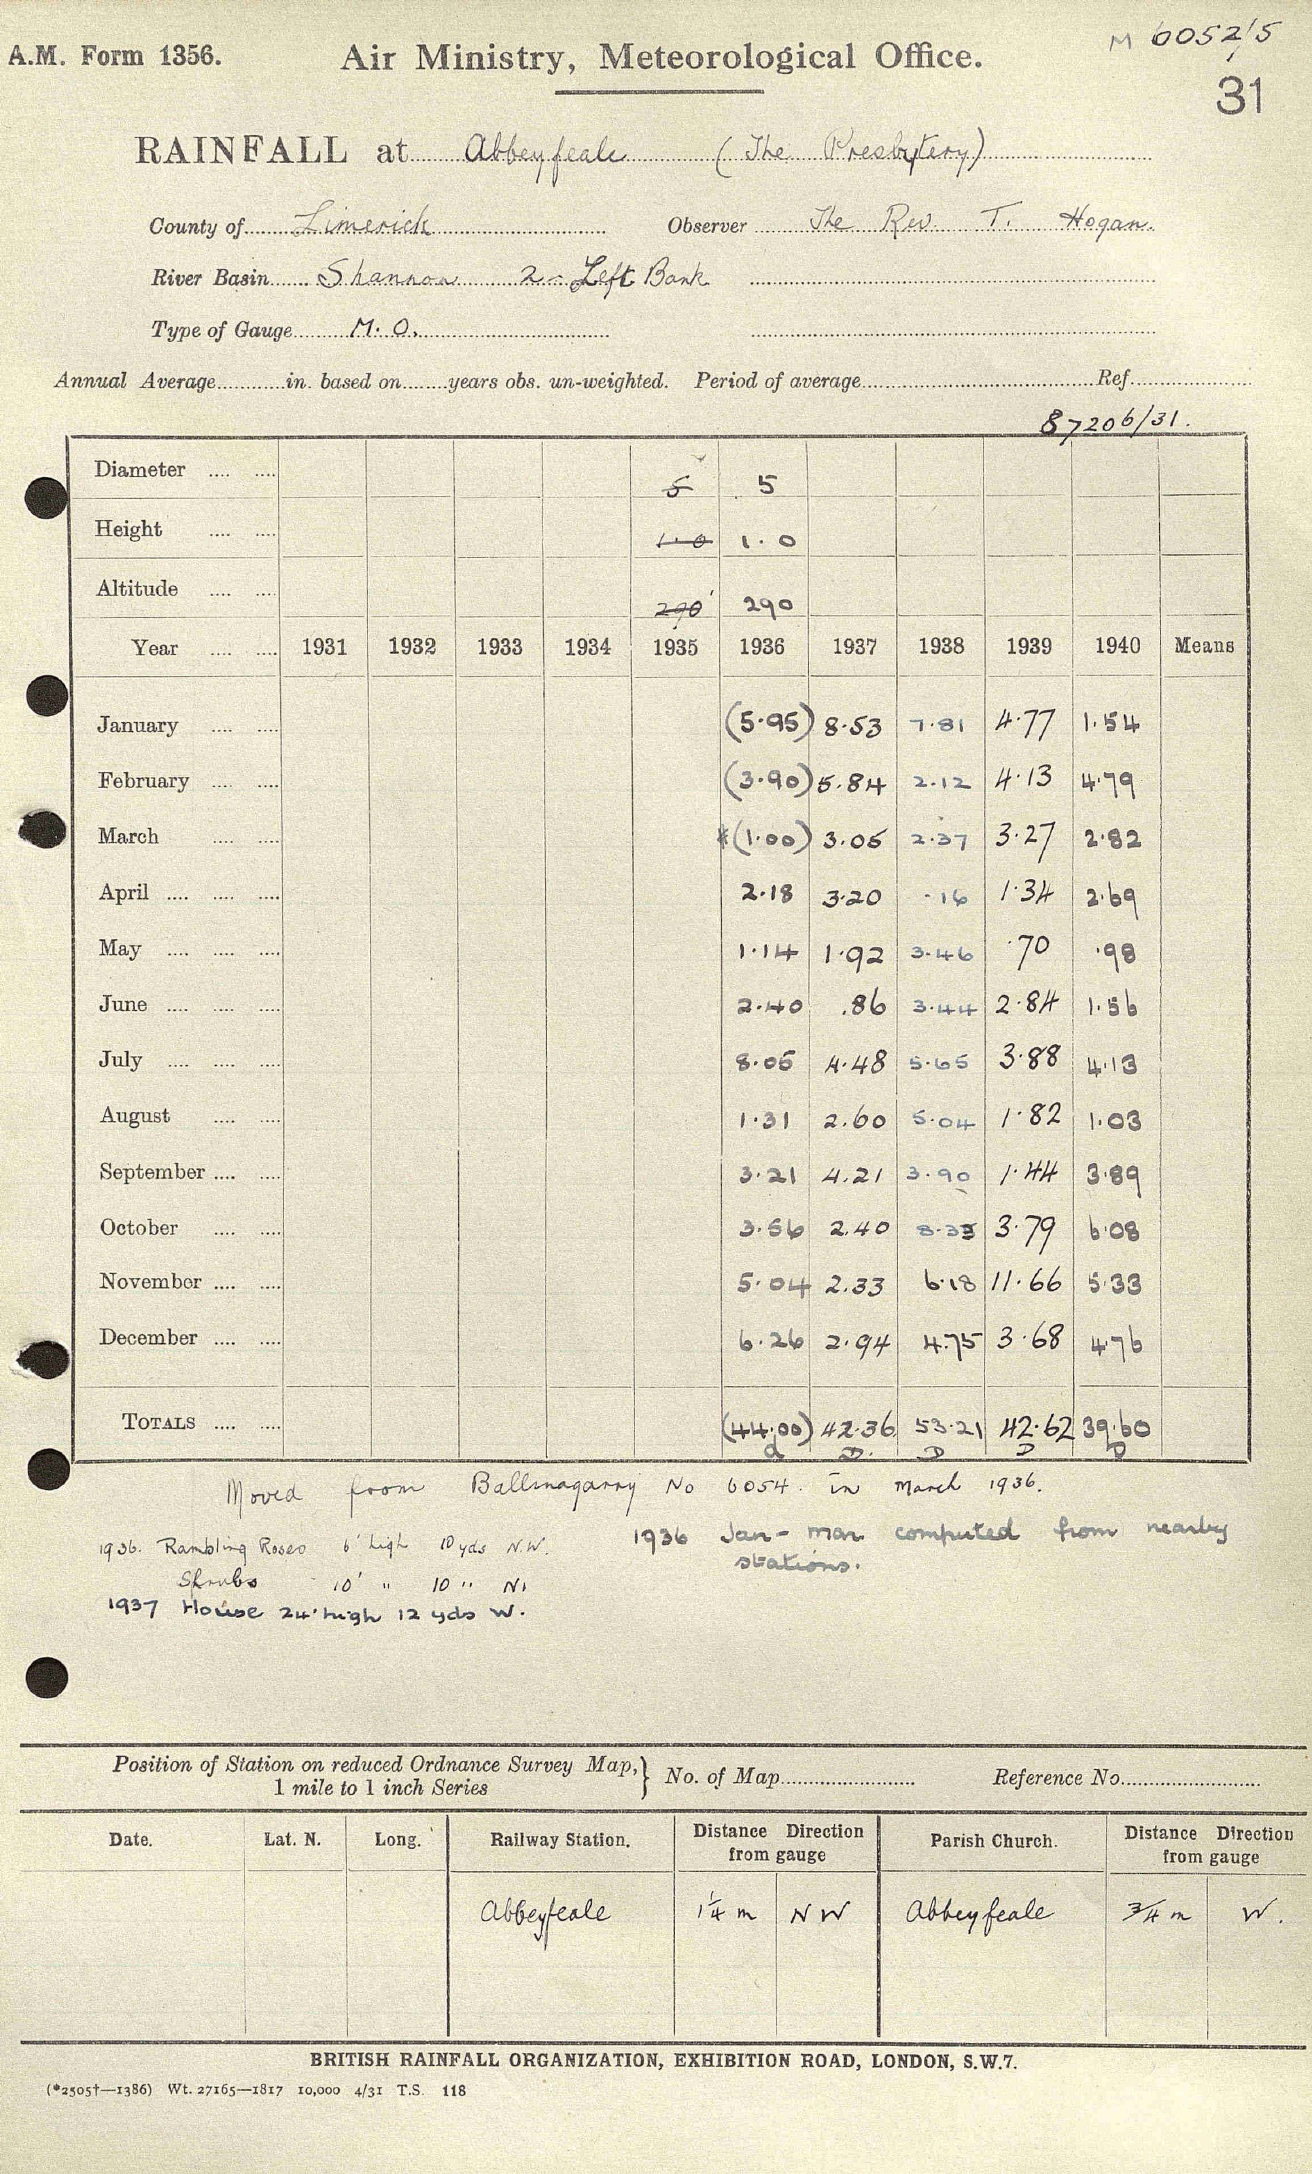 M 6052/5
A.M. Form 1356. Air Ministry, Meteorological Office.
31
RAINFALL at Abbeyfeale (The Presbytery)
County of Limerick Observer The Rev. T. Hogan.
River Basin Shannon 2 - Left Bank
Type of Gauge M.O.
Annual Average in. based on years obs. un-weighted. Period of average Ref.
87206/31.
Diameter 5 5
Height 1.0 1.0
Altitude 290' 290
Year 1931 1932 1933 1934 1935 1936 1937 1938 1939 1940 Means
January (5.95) 8.53 7.81 4.77 1.54
February (3.90) 5.84 2.12 4.13 4.79
March *(1.00) 3.05 2.37 3.27 2.82
April 2.18 3.20 .16 1.34 2.69
May 1.14 1.92 3.46 .70 .98
June 2.40 .86 3.44 2.84 1.56
July 8.05 4.48 5.65 3.88 4.13
August 1.31 2.60 5.04 1.82 1.03
September 3.21 4.21 3.90 1.44 3.89
October 3.56 2.40 8.33 3.79 6.08
November 5.04 2.33 6.18 11.66 5.33
December 6.26 2.94 4.75 3.68 4.76
TOTALS (44.00) 42.36 53.21 42.62 39.60
a D. D D D
Moved from Ballinagarry No 6054. in March 1936.
1936. Rambling Roses 6' high 10 yds N.W.
Shrubs 10' " 10 " N.
1937 House 24' high 12 yds W.
1936 Jan - Mar computed from nearby
stations.
Position of Station on reduced Ordnance Survey Map,} No. of Map Reference No.
1 mile to 1 inch Series
Date. Lat. N. Long. Railway Station. Distance Direction from gauge Parish Church. Distance Direction from gauge
Abbeyfeale 1¼ m NW Abbeyfeale ¾ m W.
BRITISH RAINFALL ORGANIZATION, EXHIBITION ROAD, LONDON, S.W.7.
(*2505†—1386) Wt. 27165—1817 10,000 4/31 T.S. 118